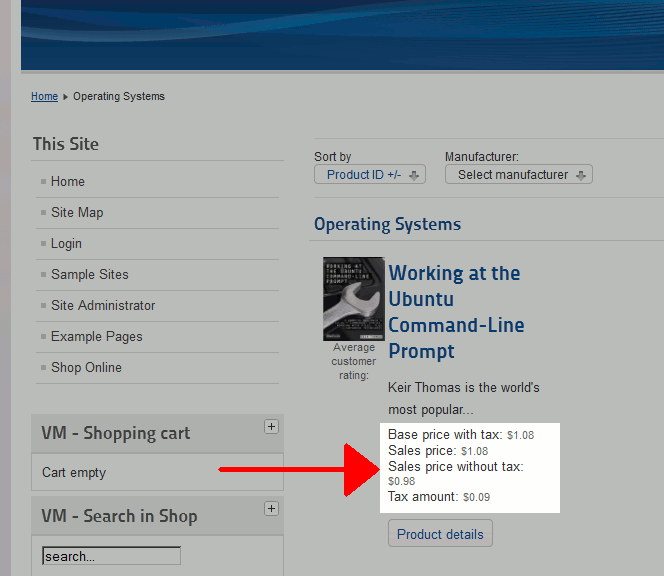 Home ▸ Operating Systems
This Site
Home
Site Map
Login
Sample Sites
Site Administrator
Example Pages
Shop Online
VM - Shopping cart +
Cart empty
VM - Search in Shop +
search...
Sort by
Product ID +/-
Manufacturer:
Select manufacturer
Operating Systems
WORKING AT
THE UBUNTU
COMMAND-LINE
PROMPT
Average
customer
rating:
Working at the
Ubuntu
Command-Line
Prompt
Keir Thomas is the world's
most popular...
Base price with tax: $1.08
Sales price: $1.08
Sales price without tax:
$0.98
Tax amount: $0.09
Product details